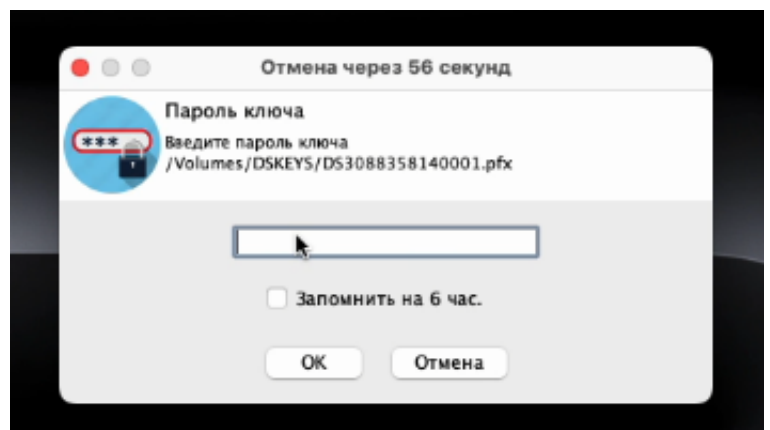 Отмена через 56 секунд
Пароль ключа
***
Введите пароль ключа
/Volumes/DSKEYS/DS3088358140001.pfx
Запомнить на 6 час.
OK
Отмена